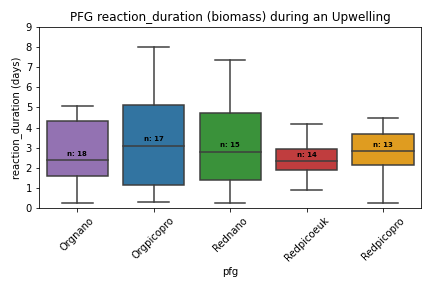 PFG reaction_duration (biomass) during an Upwelling
reaction_duration (days)
9
8
7
6
5
4
3
2
1
0
n: 18
n: 17
n: 15
n: 14
n: 13
Orgnano
Orgpicopro
Rednano
Redpicoeuk
Redpicopro
pfg